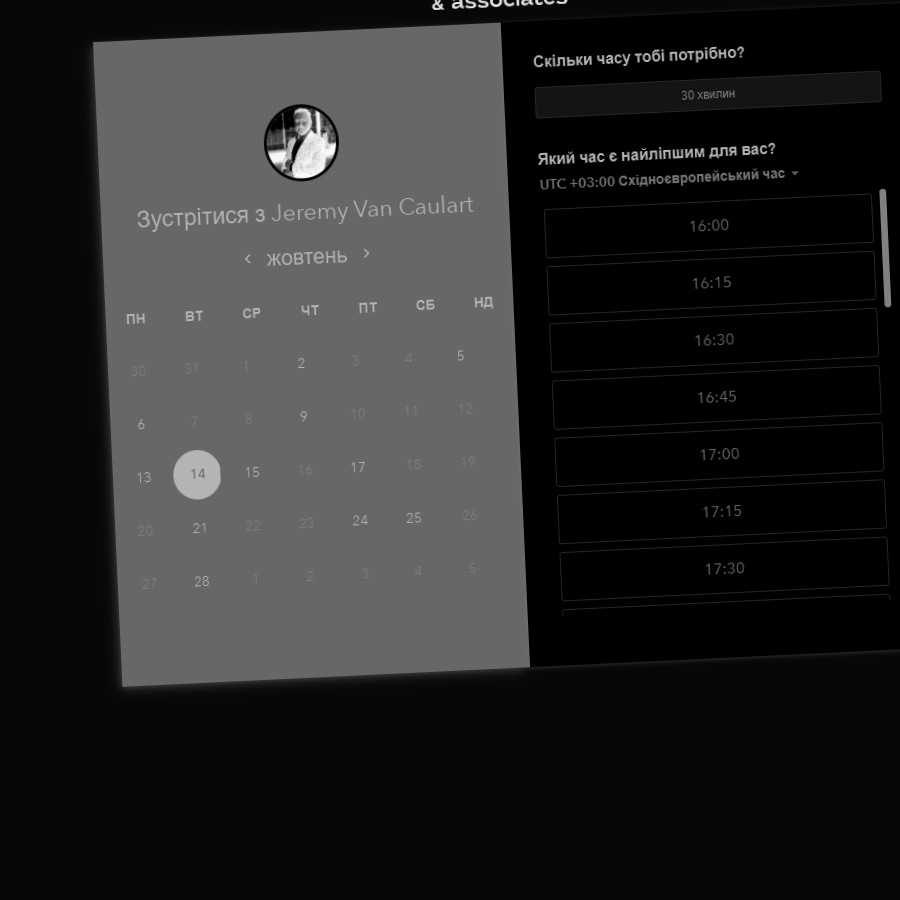 & associates
Зустрітися з Jeremy Van Caulart
жовтень
ПН ВТ СР ЧТ ПТ СБ НД
30 31 1 2 3 4 5
6 7 8 9 10 11 12
13 14 15 16 17 18 19
20 21 22 23 24 25 26
27 28 1 2 3 4 5
Скільки часу тобі потрібно?
30 хвилин
Який час є найліпшим для вас?
UTC +03:00 Східноєвропейський час
16:00
16:15
16:30
16:45
17:00
17:15
17:30